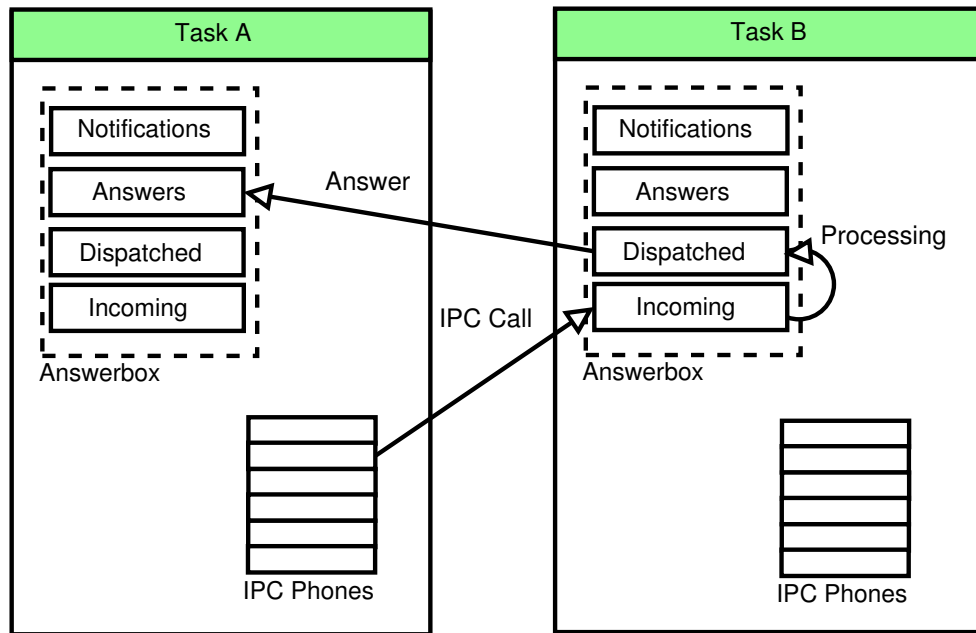 Task A
Notifications
Answers
Dispatched
Incoming
Answerbox
IPC Phones
Answer
IPC Call
Task B
Notifications
Answers
Dispatched
Incoming
Processing
Answerbox
IPC Phones